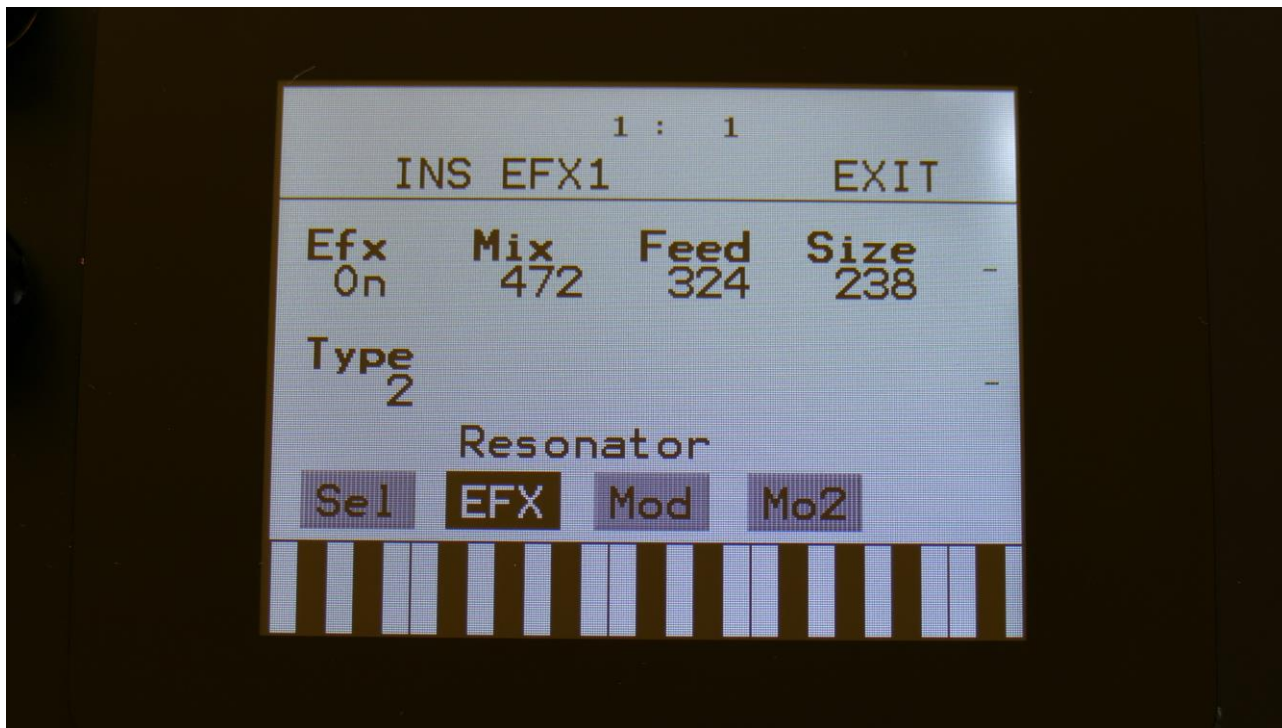 1 : 1
INS EFX1 EXIT
Efx Mix Feed Size
On 472 324 238 -
Type
2 -
Resonator
Sel EFX Mod Mo2